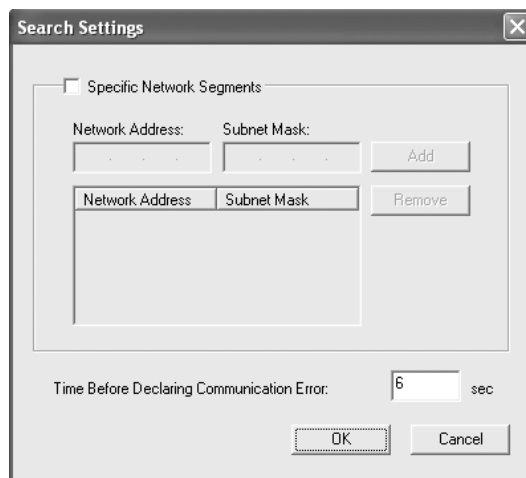 Search Settings
Specific Network Segments
Network Address:
Subnet Mask:
Add
Network Address
Subnet Mask
Remove
Time Before Declaring Communication Error:
6
sec
OK
Cancel